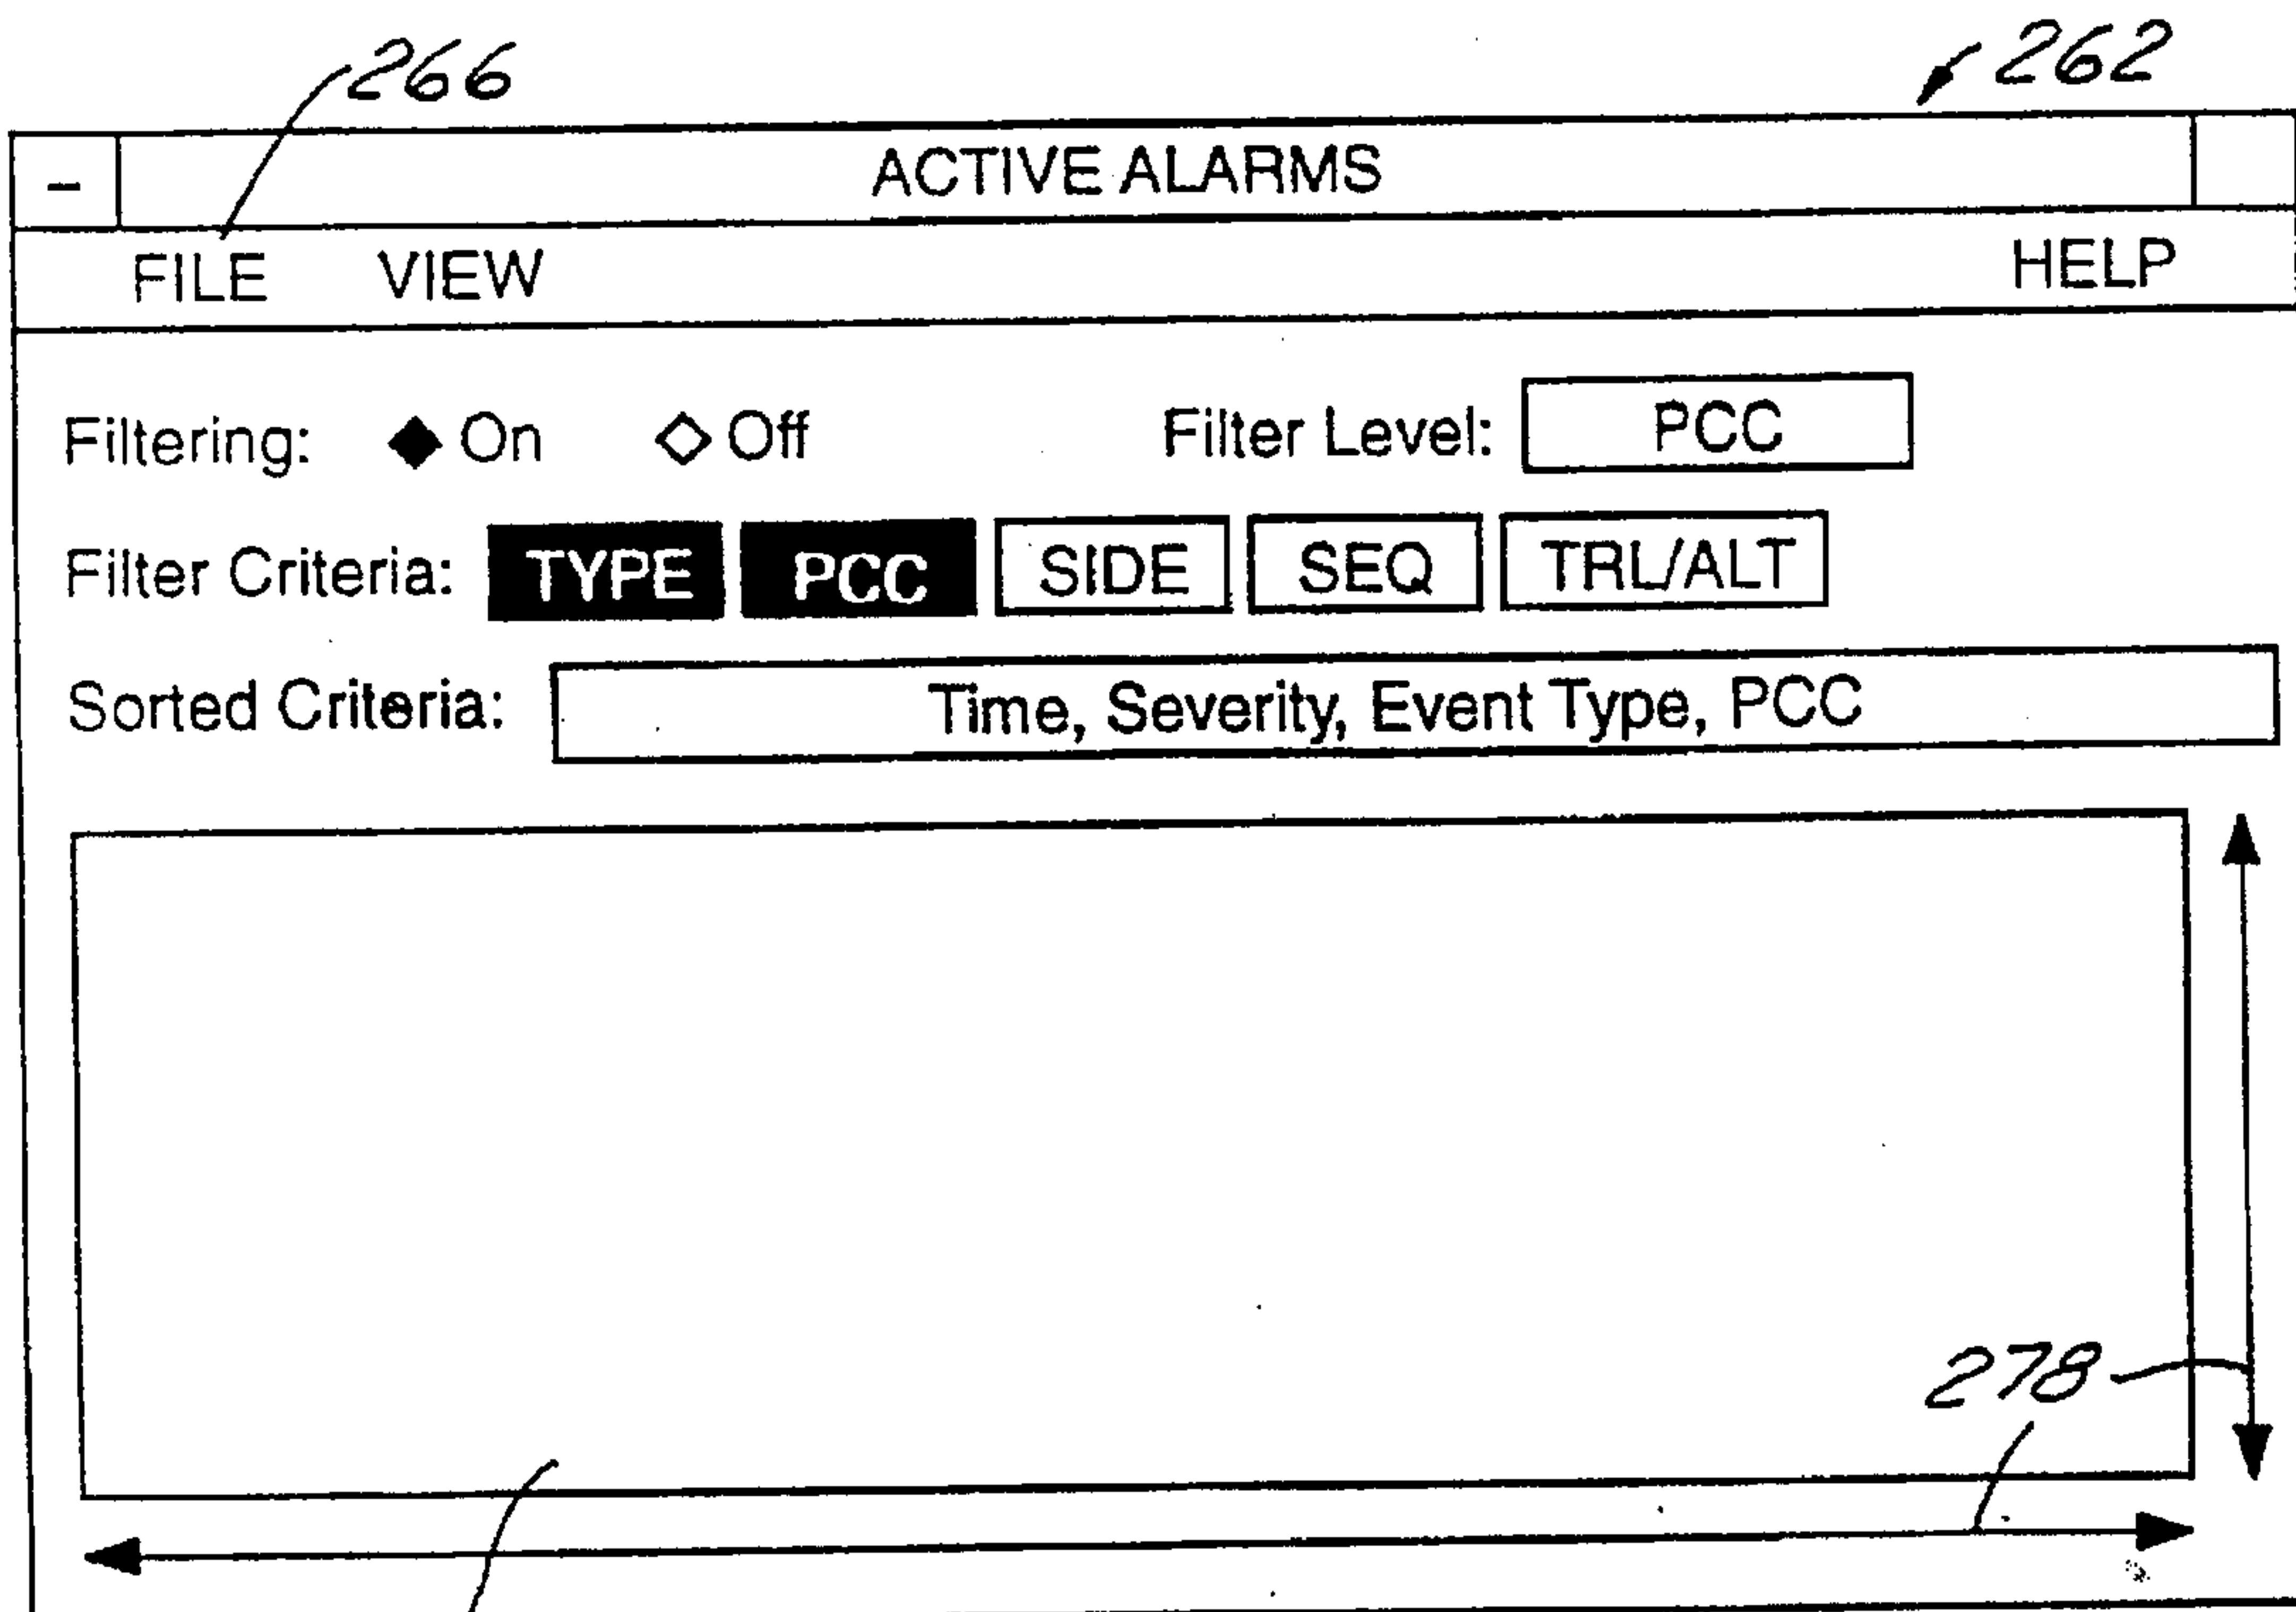 266
262
- ACTIVE ALARMS
FILE VIEW HELP
Filtering: On Off Filter Level: PCC
Filter Criteria: TYPE PCC SIDE SEQ TRL/ALT
Sorted Criteria: Time, Severity, Event Type, PCC
278